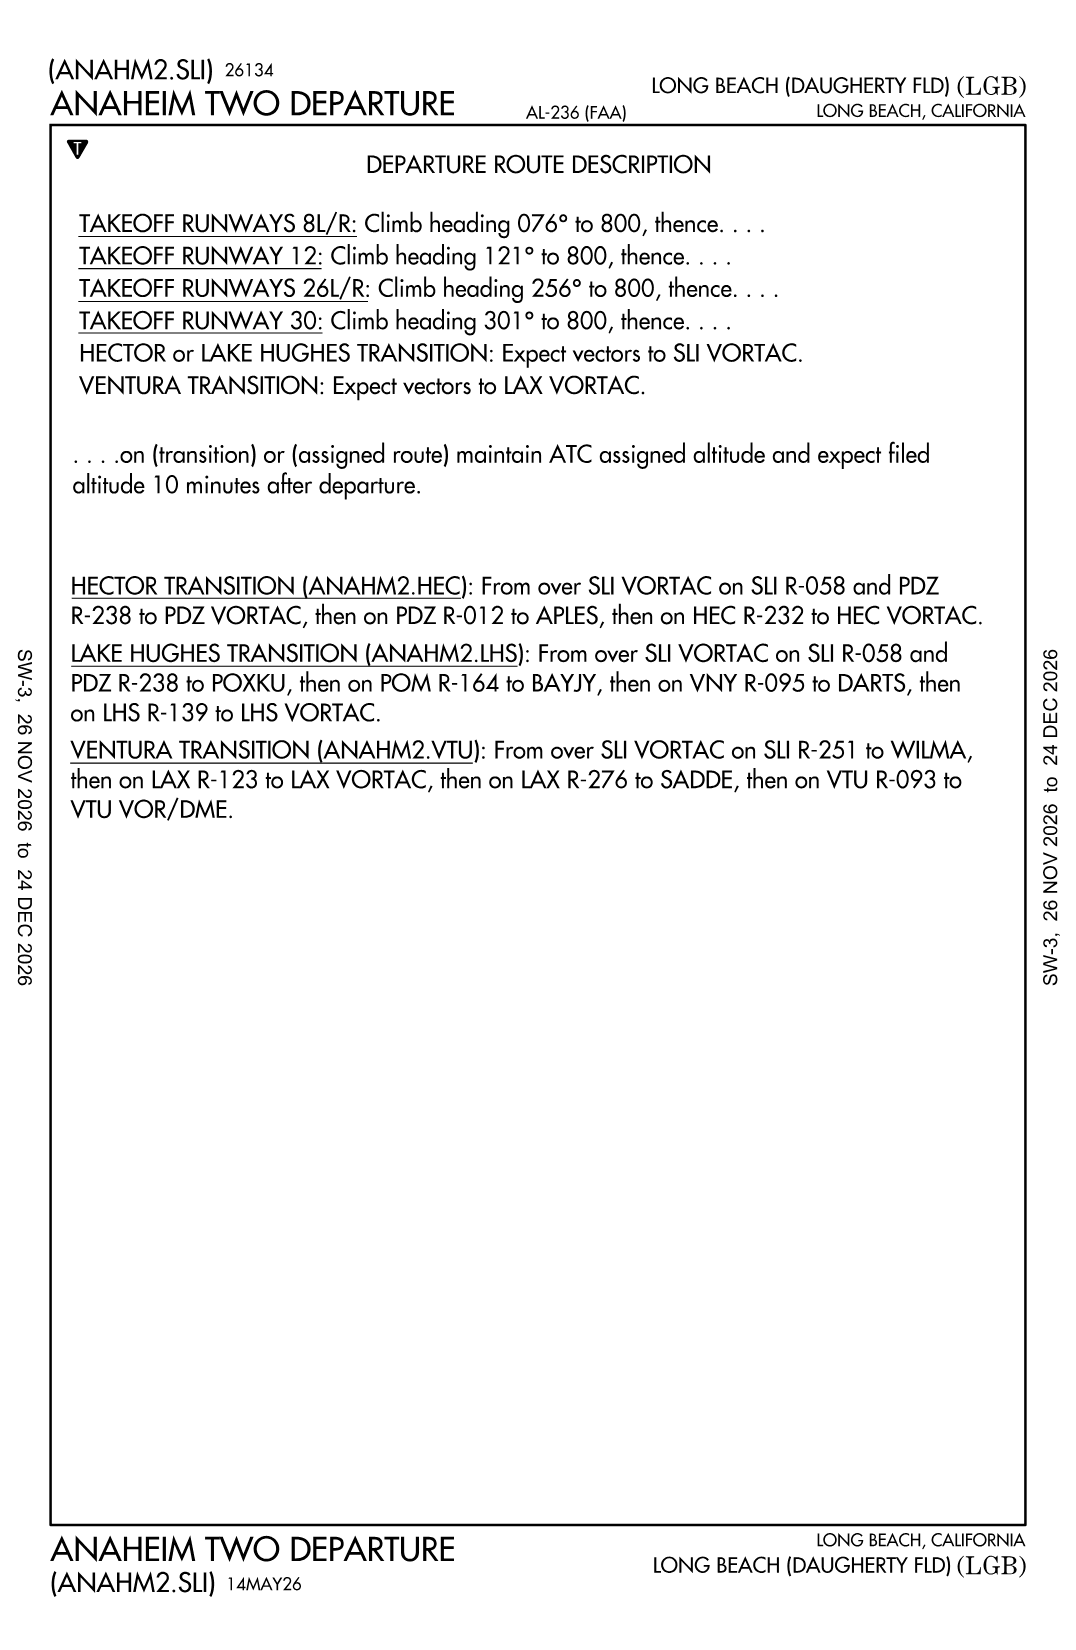 (ANAHM2.SLI) 26134
ANAHEIM TWO DEPARTURE
AL-236 (FAA)
LONG BEACH (DAUGHERTY FLD) (LGB)
LONG BEACH, CALIFORNIA
T
DEPARTURE ROUTE DESCRIPTION
TAKEOFF RUNWAYS 8L/R: Climb heading 076° to 800, thence. . . .
TAKEOFF RUNWAY 12: Climb heading 121° to 800, thence. . . .
TAKEOFF RUNWAYS 26L/R: Climb heading 256° to 800, thence. . . .
TAKEOFF RUNWAY 30: Climb heading 301° to 800, thence. . . .
HECTOR or LAKE HUGHES TRANSITION: Expect vectors to SLI VORTAC.
VENTURA TRANSITION: Expect vectors to LAX VORTAC.
. . . .on (transition) or (assigned route) maintain ATC assigned altitude and expect filed
altitude 10 minutes after departure.
HECTOR TRANSITION (ANAHM2.HEC): From over SLI VORTAC on SLI R-058 and PDZ
R-238 to PDZ VORTAC, then on PDZ R-012 to APLES, then on HEC R-232 to HEC VORTAC.
LAKE HUGHES TRANSITION (ANAHM2.LHS): From over SLI VORTAC on SLI R-058 and
PDZ R-238 to POXKU, then on POM R-164 to BAYJY, then on VNY R-095 to DARTS, then
on LHS R-139 to LHS VORTAC.
VENTURA TRANSITION (ANAHM2.VTU): From over SLI VORTAC on SLI R-251 to WILMA,
then on LAX R-123 to LAX VORTAC, then on LAX R-276 to SADDE, then on VTU R-093 to
VTU VOR/DME.
SW-3, 26 NOV 2026 to 24 DEC 2026
SW-3, 26 NOV 2026 to 24 DEC 2026
ANAHEIM TWO DEPARTURE
(ANAHM2.SLI) 14MAY26
LONG BEACH, CALIFORNIA
LONG BEACH (DAUGHERTY FLD) (LGB)